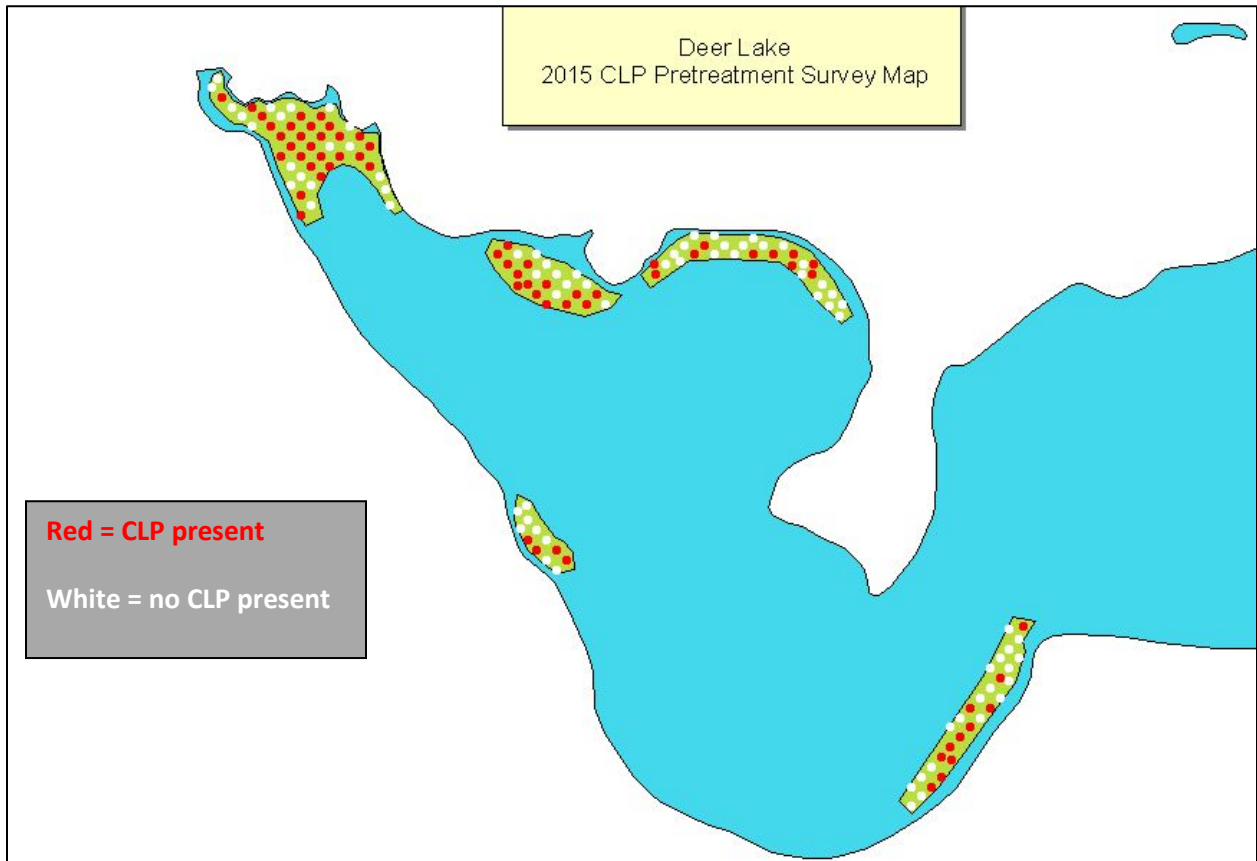 Deer Lake
2015 CLP Pretreatment Survey Map
Red = CLP present
White = no CLP present